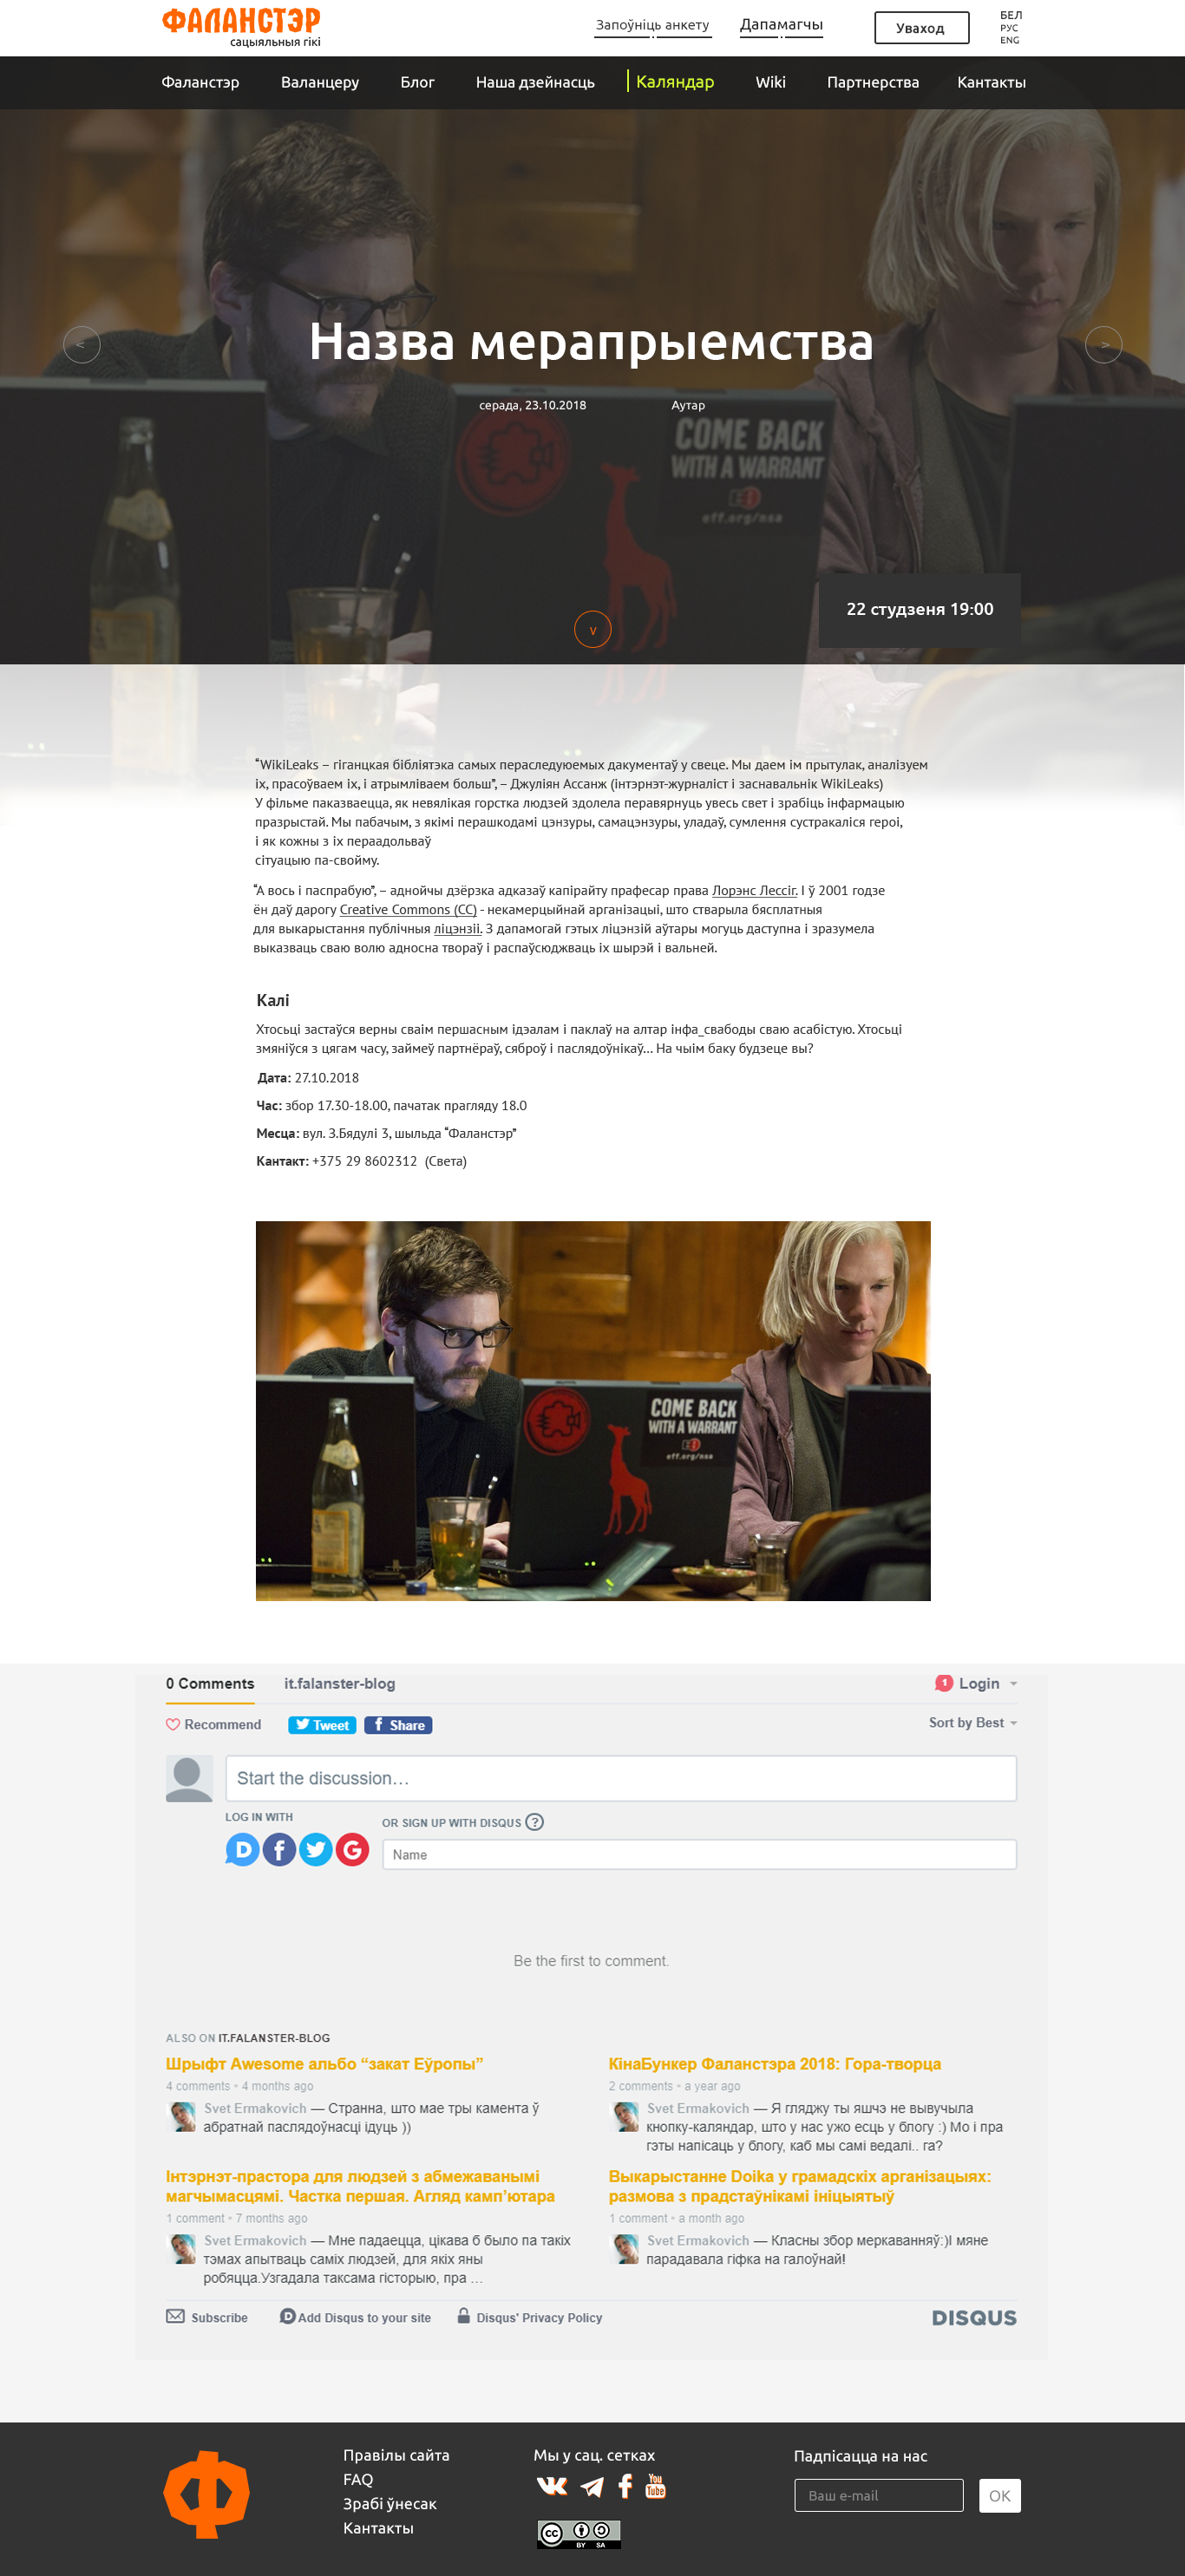 ФАЛАНСТЭР
сацыяльныя гікі
Запоўніць анкету
Дапамагчы
Уваход
БЕЛ
РУС
ENG
Фаланстэр
Валанцеру
Блог
Наша дзейнасць
Каляндар
Wiki
Партнерства
Кантакты
Назва мерапрыемства
<
>
серада, 23.10.2018
Аутар
COME BACK
WITH A WARRANT
eff.org/nsa
22 студзеня 19:00
v
“WikiLeaks – гіганцкая бібліятэка самых пераследуюемых дакументаў у свеце. Мы даем ім прытулак, аналізуем
іх, прасоўваем іх, і атрымліваем больш”, – Джуліян Ассанж (інтэрнэт-журналіст і заснавальнік WikiLeaks)
У фільме паказваецца, як невялікая горстка людзей здолела перавярнуць увесь свет і зрабіць інфармацыю
празрыстай. Мы пабачым, з якімі перашкодамі цэнзуры, самацэнзуры, уладаў, сумлення сустракаліся героі,
і як кожны з іх пераадольваў
сітуацыю па-свойму.
“А вось і паспрабую”, – аднойчы дзёрзка адказаў капірайту прафесар права Лорэнс Лессіг. І ў 2001 годзе
ён даў дарогу Creative Commons (CC) - некамерцыйнай арганізацыі, што стварыла бясплатныя
для выкарыстання публічныя ліцэнзіі. З дапамогай гэтых ліцэнзій аўтары могуць даступна і зразумела
выказваць сваю волю адносна твораў і распаўсюджваць іх шырэй і вальней.
Калі
Хтосьці застаўся верны сваім першасным ідэалам і паклаў на алтар інфа_свабоды сваю асабістую. Хтосьці
змяніўся з цягам часу, займеў партнёраў, сяброў і паслядоўнікаў... На чыім баку будзеце вы?
Дата: 27.10.2018
Час: збор 17.30-18.00, пачатак прагляду 18.0
Месца: вул. З.Бядулі 3, шыльда “Фаланстэр”
Кантакт: +375 29 8602312 (Света)
COME BACK
WITH A WARRANT
eff.org/nsa
0 Comments
it.falanster-blog
1
Login
Recommend
Tweet
Share
Sort by Best
Start the discussion…
LOG IN WITH
OR SIGN UP WITH DISQUS ?
Name
Be the first to comment.
ALSO ON IT.FALANSTER-BLOG
Шрыфт Awesome альбо “закат Еўропы”
4 comments • 4 months ago
Svet Ermakovich — Странна, што мае тры камента ў
абратнай паслядоўнасці ідуць ))
КінаБункер Фаланстэра 2018: Гора-творца
2 comments • a year ago
Svet Ermakovich — Я гляджу ты яшчэ не вывучыла
кнопку-каляндар, што у нас ужо есць у блогу :) Мо і пра
гэты напісаць у блогу, каб мы самі ведалі.. га?
Інтэрнэт-прастора для людзей з абмежаванымі
магчымасцямі. Частка першая. Агляд камп’ютара
1 comment • 7 months ago
Svet Ermakovich — Мне падаецца, цікава б было па такіх
тэмах апытваць саміх людзей, для якіх яны
робяцца.Узгадала таксама гісторыю, пра …
Выкарыстанне Doika у грамадскіх арганізацыях:
размова з прадстаўнікамі ініцыятыў
1 comment • a month ago
Svet Ermakovich — Класны збор меркаванняў:)І мяне
парадавала гіфка на галоўнай!
Subscribe
Add Disqus to your site
Disqus' Privacy Policy
DISQUS
Правілы сайта
FAQ
Зрабі ўнесак
Кантакты
Мы у сац. сетках
You
Tube
cc
BY SA
Падпісацца на нас
Ваш e-mail
OK